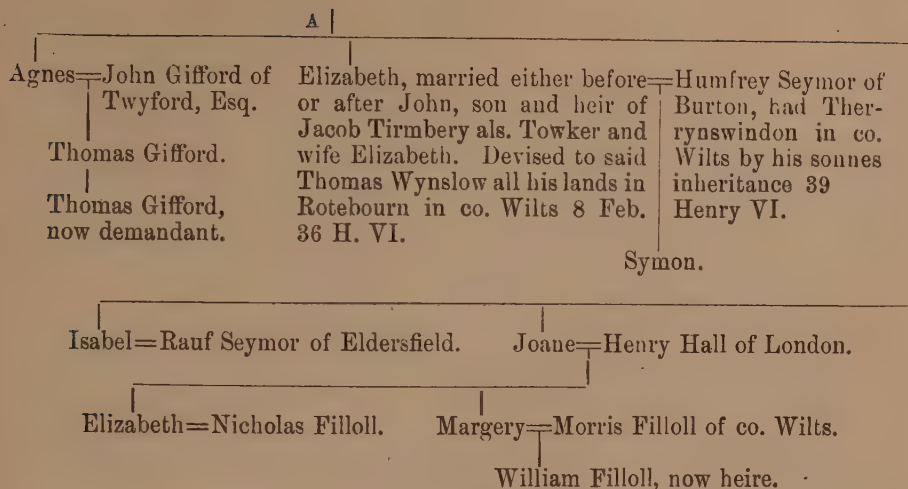 A
Agnes=John Gifford of
Twyford, Esq.
Thomas Gifford.
Thomas Gifford,
now demandant.
Elizabeth, married either before=
or after John, son and heir of
Jacob Tirmbery als. Towker and
wife Elizabeth. Devised to said
Thomas Wynslow all his lands in
Rotebourn in co. Wilts 8 Feb.
36 H. VI.
Humfrey Seymor of
Burton, had Ther-
rynswindon in co.
Wilts by his sonnes
inheritance 39
Henry VI.
Symon.
Isabel=Rauf Seymor of Eldersfield.
Joane=Henry Hall of London.
Elizabeth=Nicholas Filloll.
Margery=Morris Filloll of co. Wilts.
William Filloll, now heire.